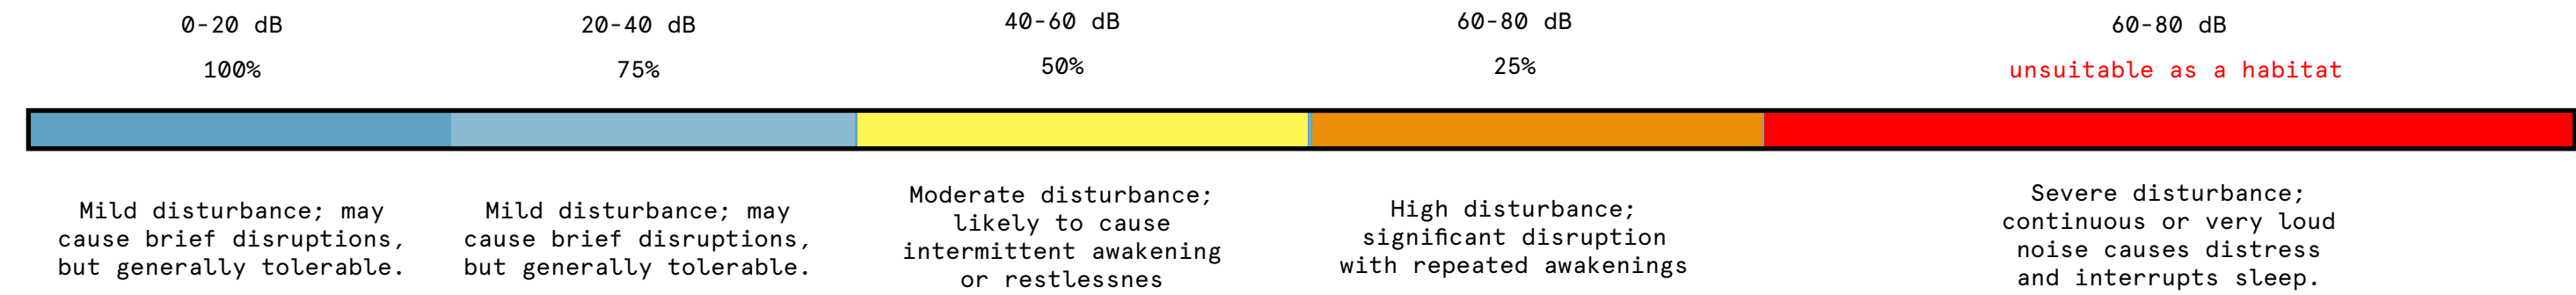 0-20 dB
100%
20-40 dB
75%
40-60 dB
50%
60-80 dB
25%
60-80 dB
unsuitable as a habitat
Mild disturbance; may
cause brief disruptions,
but generally tolerable.
Mild disturbance; may
cause brief disruptions,
but generally tolerable.
Moderate disturbance;
likely to cause
intermittent awakening
or restlessnes
High disturbance;
significant disruption
with repeated awakenings
Severe disturbance;
continuous or very loud
noise causes distress
and interrupts sleep.